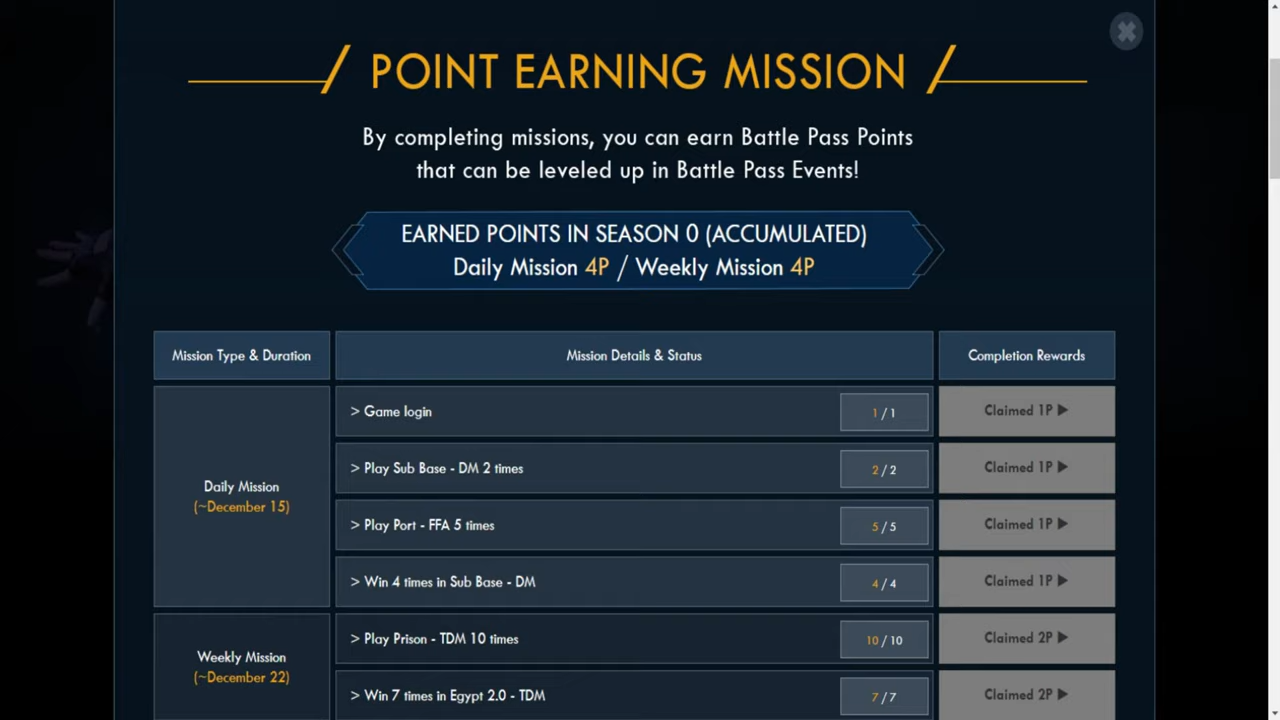 POINT EARNING MISSION
By completing missions, you can earn Battle Pass Points
that can be leveled up in Battle Pass Events!
EARNED POINTS IN SEASON 0 (ACCUMULATED)
Daily Mission 4P / Weekly Mission 4P
Mission Type & Duration
Mission Details & Status
Completion Rewards
Daily Mission
(~December 15)
> Game login
1 / 1
Claimed 1P ▶
> Play Sub Base - DM 2 times
2 / 2
Claimed 1P ▶
> Play Port - FFA 5 times
5 / 5
Claimed 1P ▶
> Win 4 times in Sub Base - DM
4 / 4
Claimed 1P ▶
Weekly Mission
(~December 22)
> Play Prison - TDM 10 times
10 / 10
Claimed 2P ▶
> Win 7 times in Egypt 2.0 - TDM
7 / 7
Claimed 2P ▶